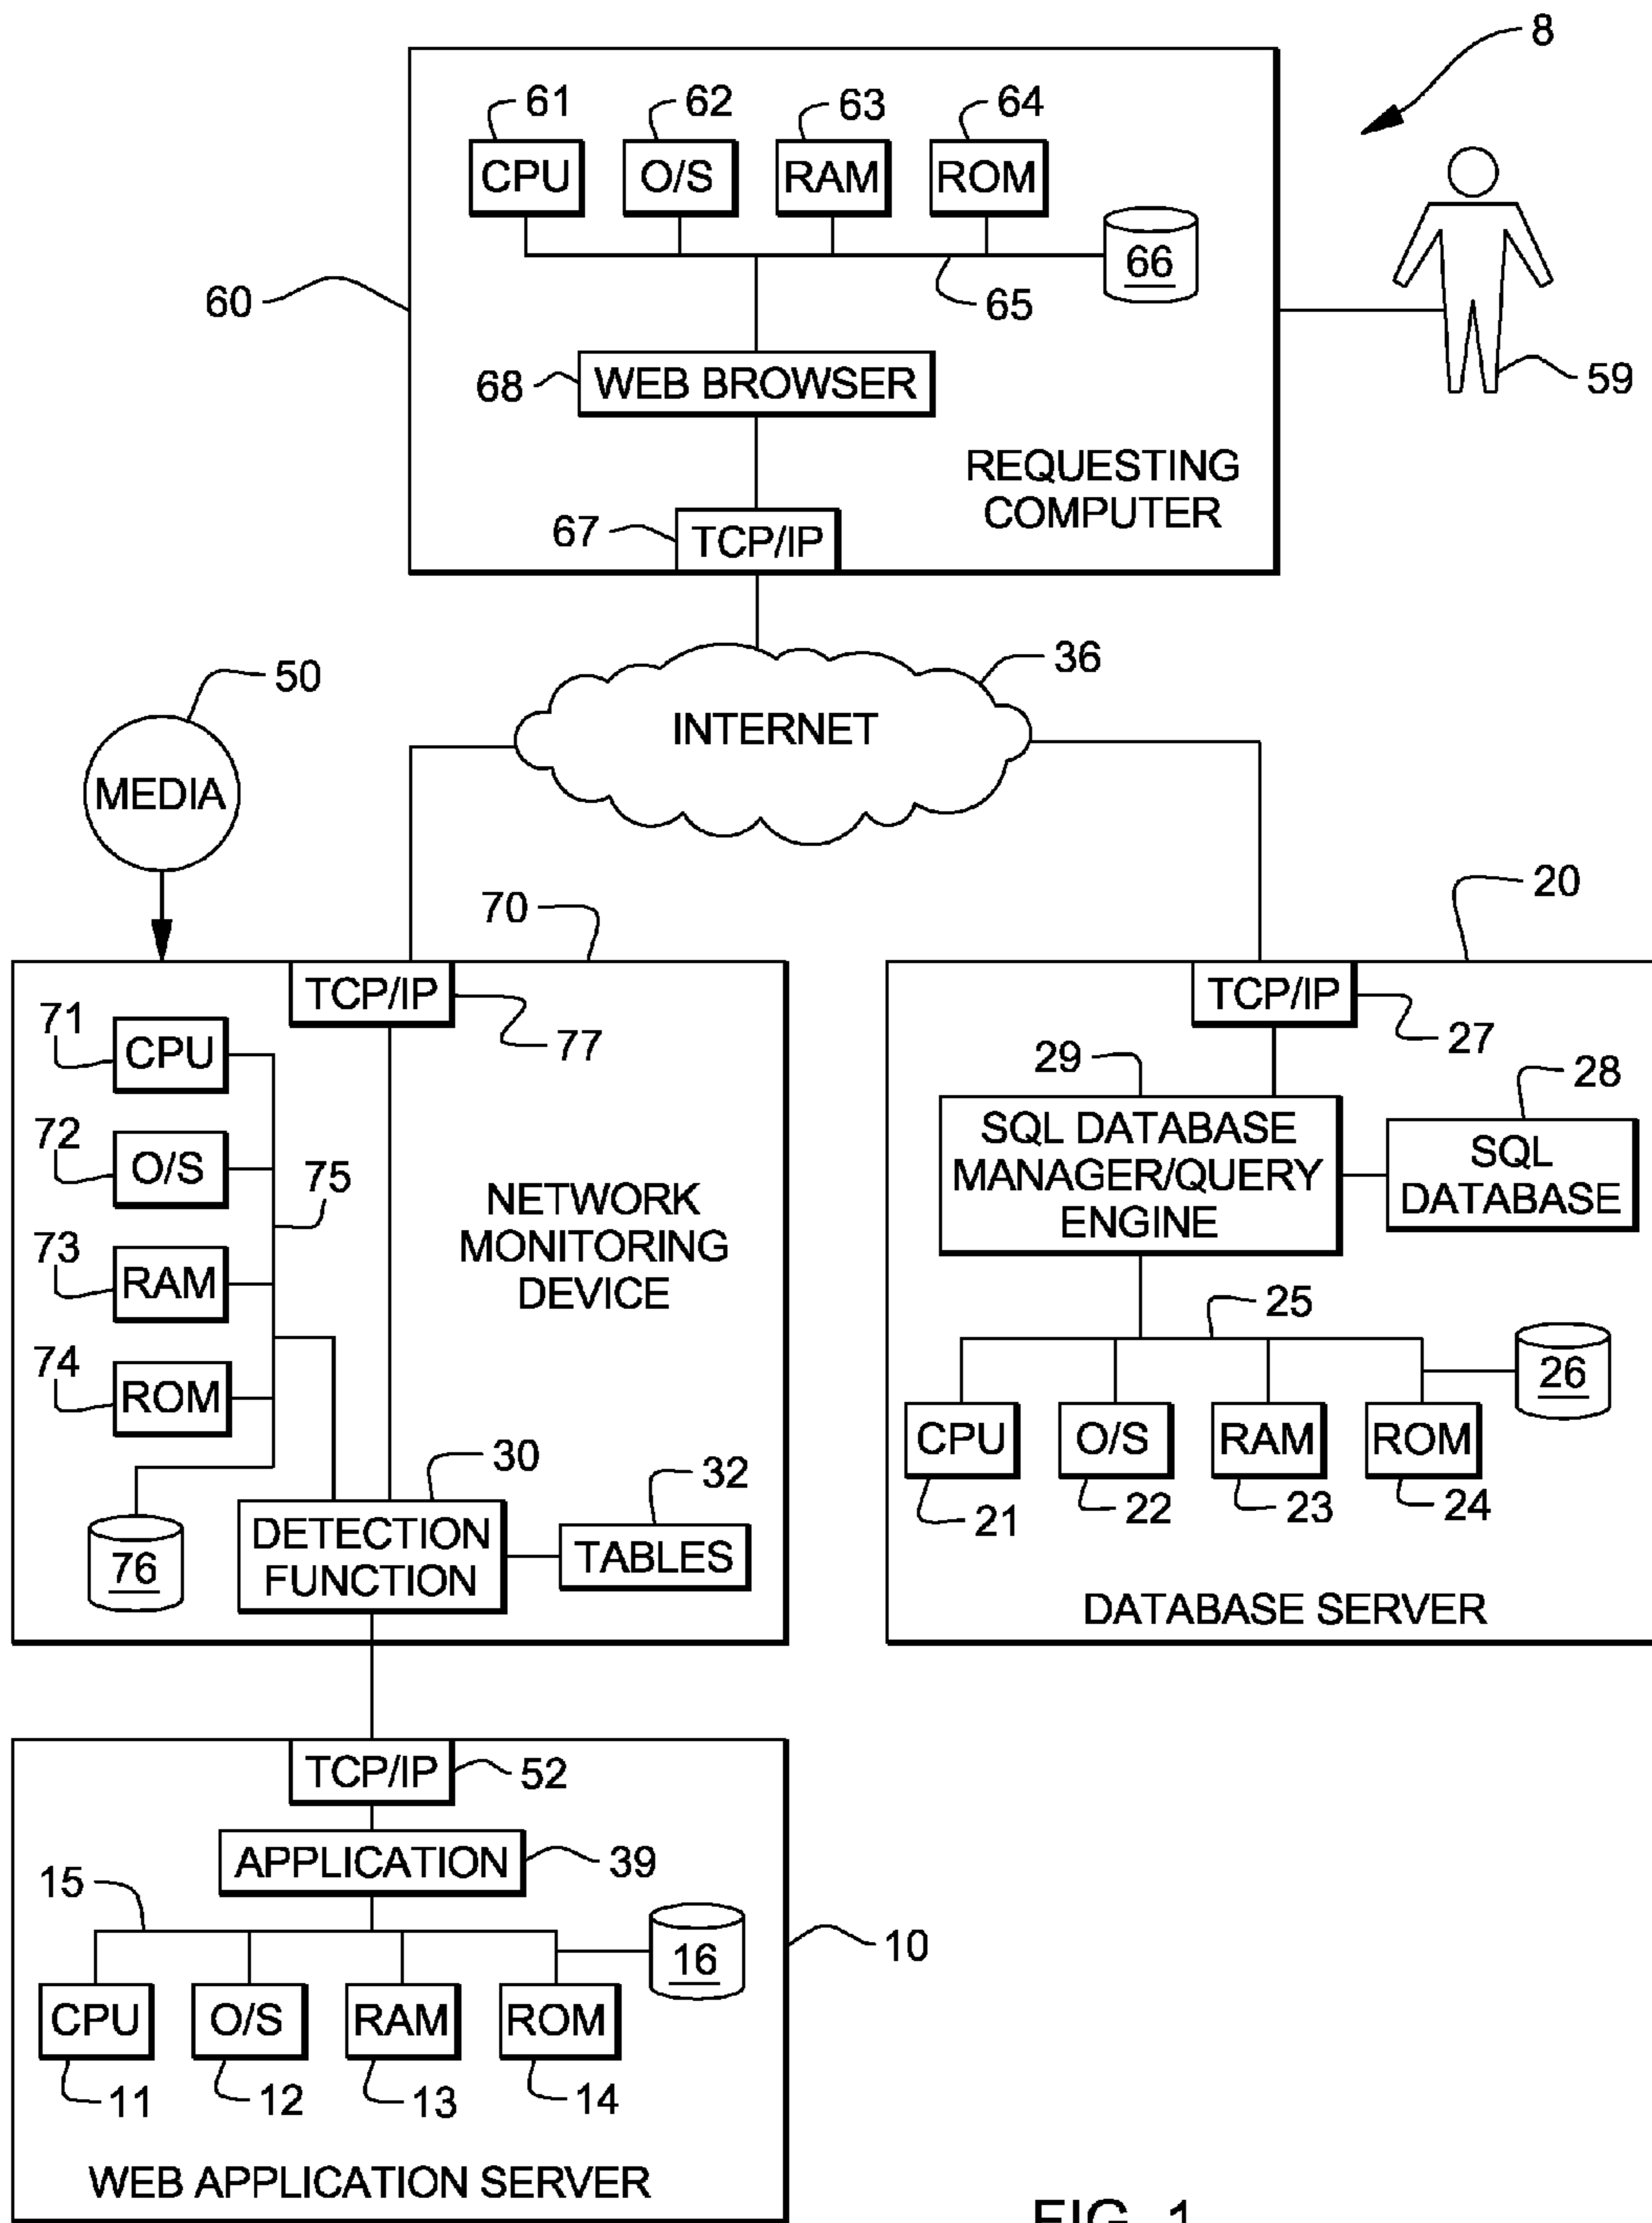 8
61 62 63 64
CPU O/S RAM ROM
66
60
65
68 WEB BROWSER
59
REQUESTING
COMPUTER
67 TCP/IP
36
INTERNET
50
MEDIA
70
TCP/IP
77
71
CPU
72
O/S
75
73
RAM
74
ROM
NETWORK
MONITORING
DEVICE
30
32
DETECTION
FUNCTION
TABLES
76
20
TCP/IP
27
29
28
SQL DATABASE
MANAGER/QUERY
ENGINE
SQL
DATABASE
25
26
CPU O/S RAM ROM
21 22 23 24
DATABASE SERVER
TCP/IP 52
APPLICATION 39
15
16
10
CPU O/S RAM ROM
11 12 13 14
WEB APPLICATION SERVER
FIG. 1